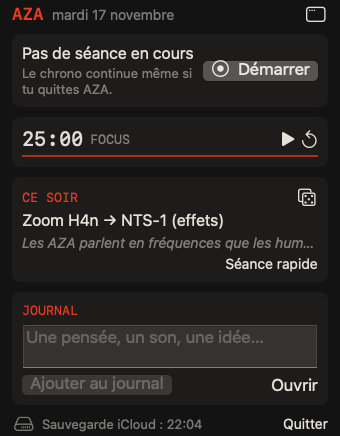 AZA mardi 17 novembre
Pas de séance en cours
Le chrono continue même si
tu quittes AZA.
Démarrer
25:00 FOCUS
CE SOIR
Zoom H4n → NTS-1 (effets)
Les AZA parlent en fréquences que les hum...
Séance rapide
JOURNAL
Une pensée, un son, une idée...
Ajouter au journal
Ouvrir
Sauvegarde iCloud : 22:04
Quitter